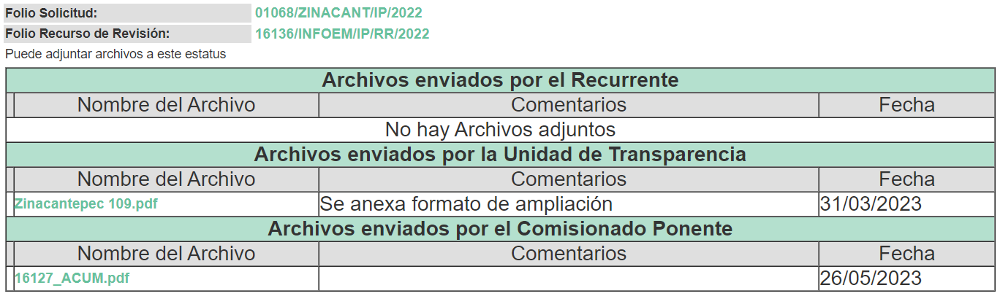 Folio Solicitud: 01068/ZINACANT/IP/2022
Folio Recurso de Revisión: 16136/INFOEM/IP/RR/2022
Puede adjuntar archivos a este estatus
Archivos enviados por el Recurrente
Nombre del Archivo Comentarios Fecha
No hay Archivos adjuntos
Archivos enviados por la Unidad de Transparencia
Nombre del Archivo Comentarios Fecha
Zinacantepec 109.pdf Se anexa formato de ampliación 31/03/2023
Archivos enviados por el Comisionado Ponente
Nombre del Archivo Comentarios Fecha
16127_ACUM.pdf 26/05/2023